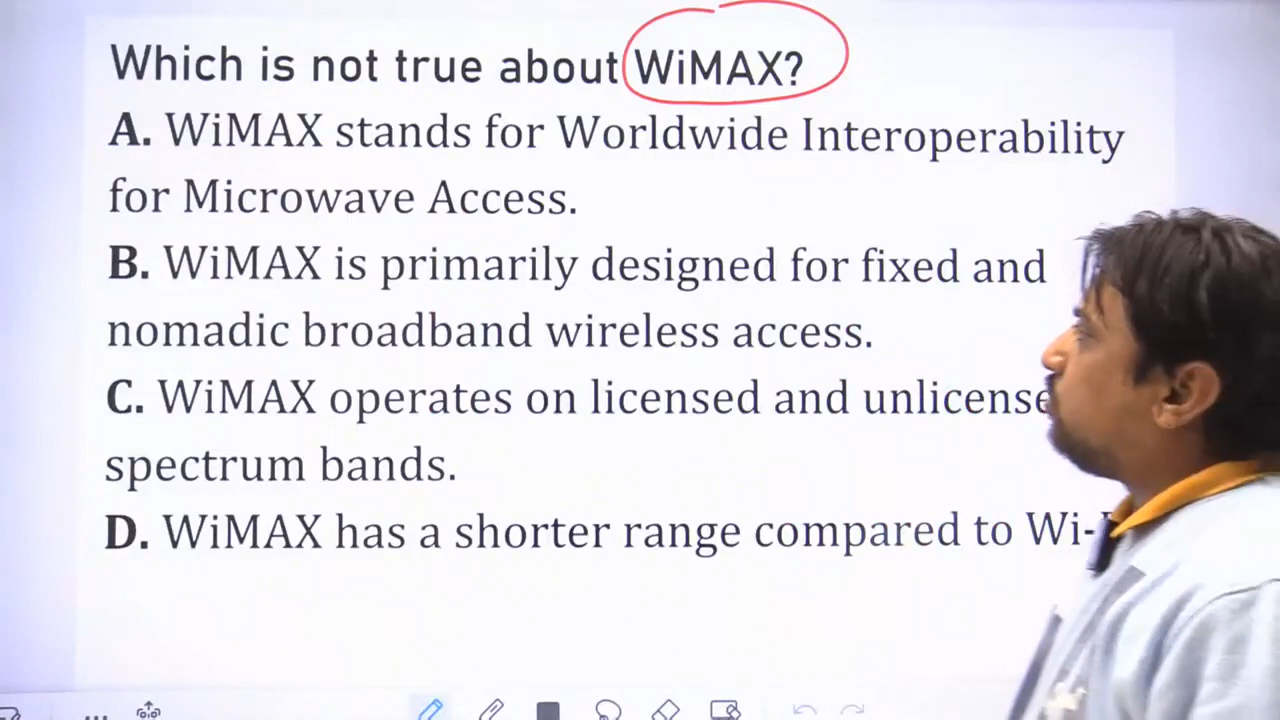 Which is not true about WiMAX?
A. WiMAX stands for Worldwide Interoperability
for Microwave Access.
B. WiMAX is primarily designed for fixed and
nomadic broadband wireless access.
C. WiMAX operates on licensed and
spectrum bands.
D. WiMAX has a shorter range compared to